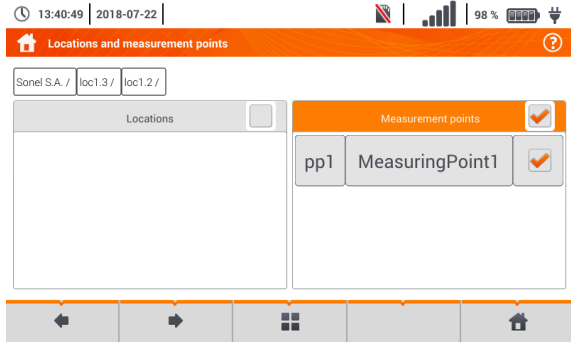 13:40:49 2018-07-22 98 %
Locations and measurement points ?
Sonel S.A. / loc1.3 / loc1.2 /
Locations Measurement points
pp1 MeasuringPoint1